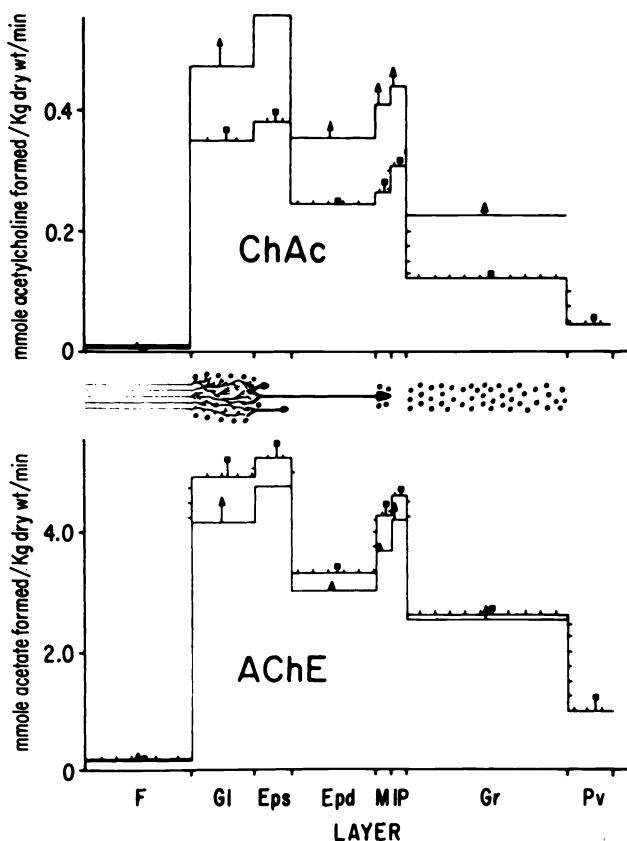 mmole acetylcholine formed/Kg dry wt/min
0.4
0.2
0
ChAc
mmole acetate formed/Kg dry wt/min
4.0
2.0
0
AChE
F Gl Eps Epd M IP Gr Pv
LAYER